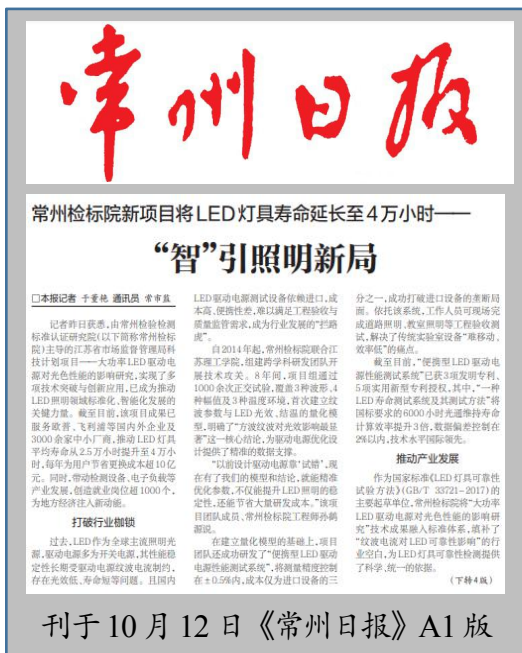 常州日报
常州检标院新项目将LED灯具寿命延长至4万小时——
“智”引照明新局
□本报记者 于董艳 通讯员 常市监
记者昨日获悉,由常州检验检测
标准认证研究院(以下简称常州检标
院)主导的江苏省市场监督管理局科
技计划项目——大功率LED驱动电
源对光色性能的影响研究,实现了多
项技术突破与创新应用,已成为推动
LED照明领域标准化、智能化发展的
关键力量。截至目前,该项目成果已
服务欧普、飞利浦等国内外企业及
3000余家中小厂商,推动LED灯具
平均寿命从2.5万小时提升至4万小
时,每年为用户节省更换成本超10亿
元。同时,带动检测设备、电子负载等
产业发展,创造就业岗位超1000个,
为地方经济注入新动能。
打破行业枷锁
过去,LED作为全球主流照明光
源,驱动电源多为开关电源,其性能稳
定性长期受驱动电源纹波电流制约,
存在光效低、寿命短等问题。且国内
LED驱动电源测试设备依赖进口,成
本高、便携性差,难以满足工程验收与
质量监管需求,成为行业发展的“拦路
虎”。
自2014年起,常州检标院联合江
苏理工学院,组建跨学科研发团队开
展技术攻关。8年间,项目组通过
1000余次正交试验,覆盖3种波形、4
种幅值及3种温度环境,首次建立纹
波参数与LED光效、结温的量化模
型,明确了“方波纹波对光效影响最显
著”这一核心结论,为驱动电源优化设
计提供了精准的数据支撑。
“以前设计驱动电源靠‘试错’,现
在有了我们的模型和结论,就能精准
优化参数,不仅能提升LED照明的稳
定性,还能节省大量研发成本。”该项
目团队成员、常州检标院工程师孙鹂
源说。
在建立量化模型的基础上,项目
团队还成功研发了“便携型LED驱动
电源性能测试系统”,将测量精度控制
在±0.5%内,成本仅为进口设备的三
分之一,成功打破进口设备的垄断局
面。依托该系统,工作人员可现场完
成道路照明、教室照明等工程验收测
试,解决了传统实验室设备“难移动、
效率低”的痛点。
截至目前,“便携型LED驱动电
源性能测试系统”已获3项发明专利、
5项实用新型专利授权,其中,“一种
LED寿命测试系统及其测试方法”将
国标要求的6000小时光通维持寿命
计算效率提升3倍,数据偏差控制在
2%以内,技术水平国际领先。
推动产业发展
作为国家标准《LED灯具可靠性
试验方法》(GB/T 33721-2017)的
主要起草单位,常州检标院将“大功率
LED驱动电源对光色性能的影响研
究”技术成果融入标准体系,填补了
“纹波电流对LED可靠性影响”的行
业空白,为LED灯具可靠性检测提供
了科学、统一的依据。
(下转4版)
刊于10月12日《常州日报》A1版